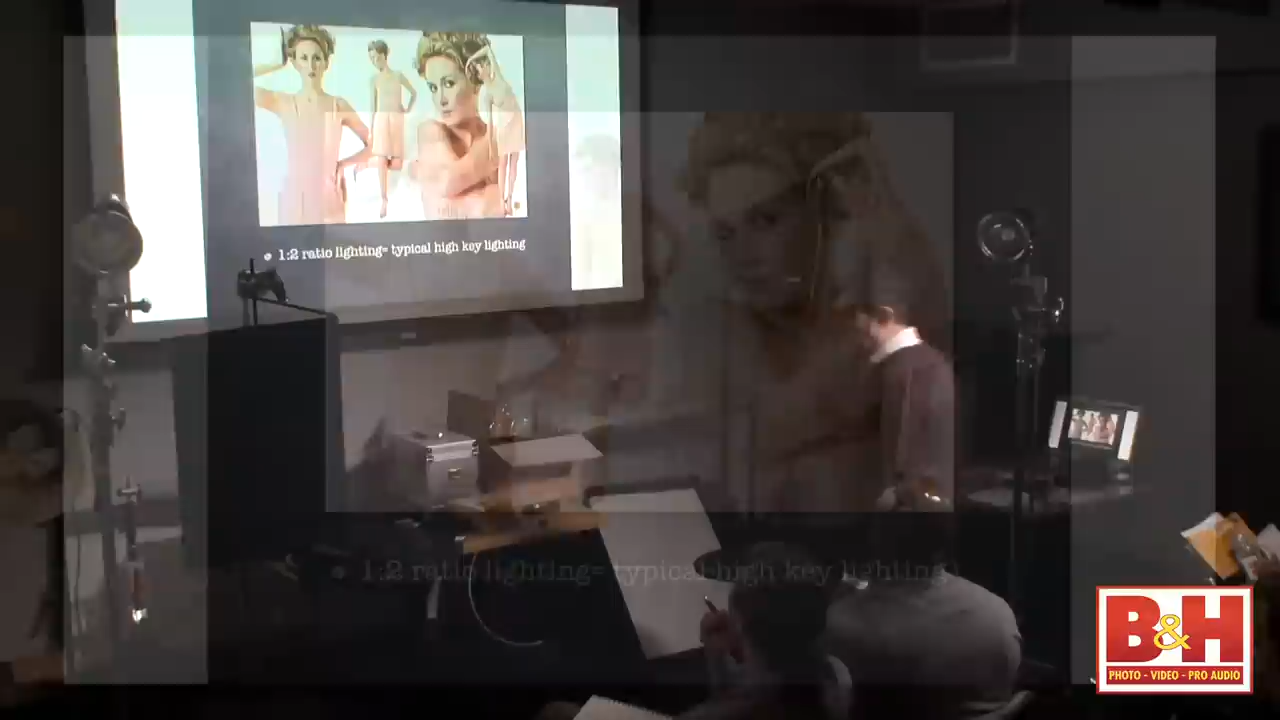 1:2 ratio lighting= typical high key lighting
1:2 ratio lighting= typical high key lighting
B&H
PHOTO - VIDEO - PRO AUDIO